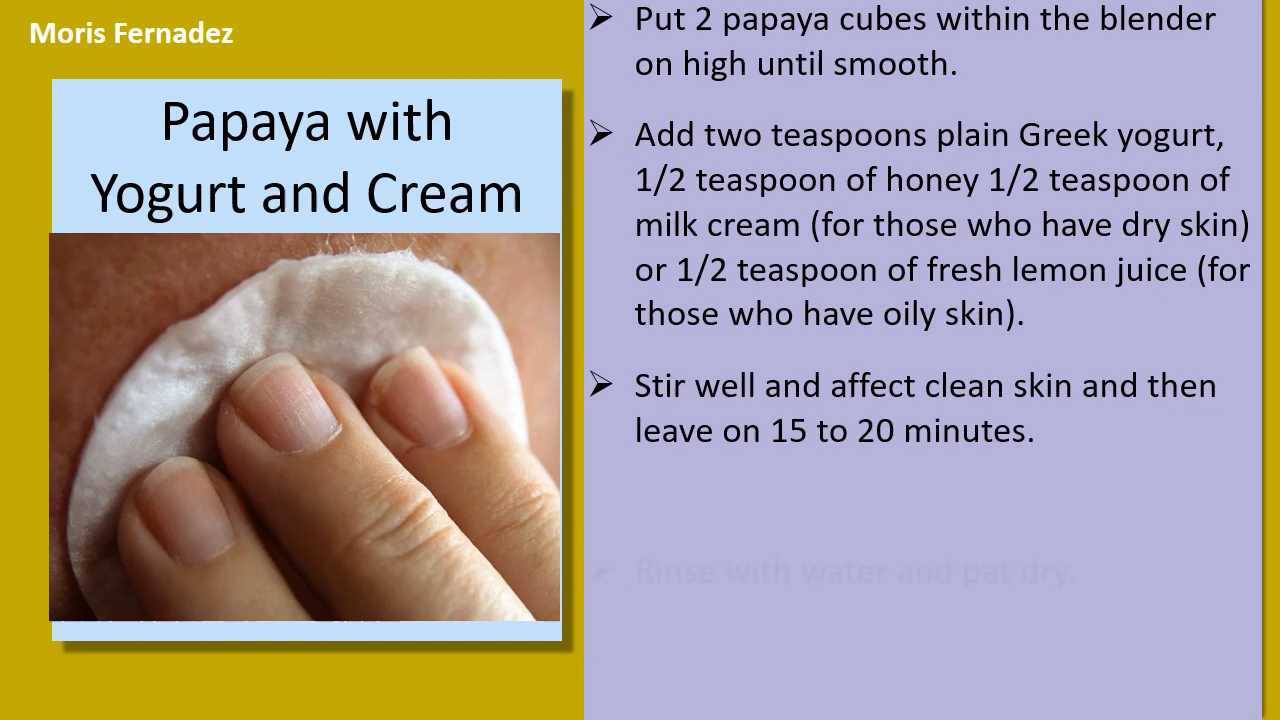 Moris Fernadez
Papaya with
Yogurt and Cream
➢ Put 2 papaya cubes within the blender
on high until smooth.
➢ Add two teaspoons plain Greek yogurt,
1/2 teaspoon of honey 1/2 teaspoon of
milk cream (for those who have dry skin)
or 1/2 teaspoon of fresh lemon juice (for
those who have oily skin).
➢ Stir well and affect clean skin and then
leave on 15 to 20 minutes.
➢ Rinse with water and pat dry.